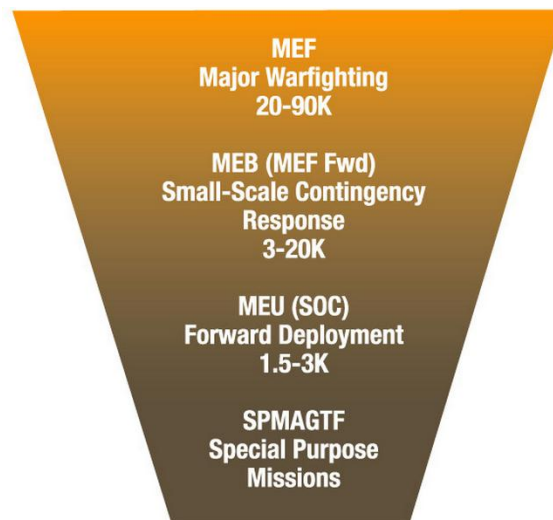 MEF
Major Warfighting
20-90K
MEB (MEF Fwd)
Small-Scale Contingency
Response
3-20K
MEU (SOC)
Forward Deployment
1.5-3K
SPMAGTF
Special Purpose
Missions